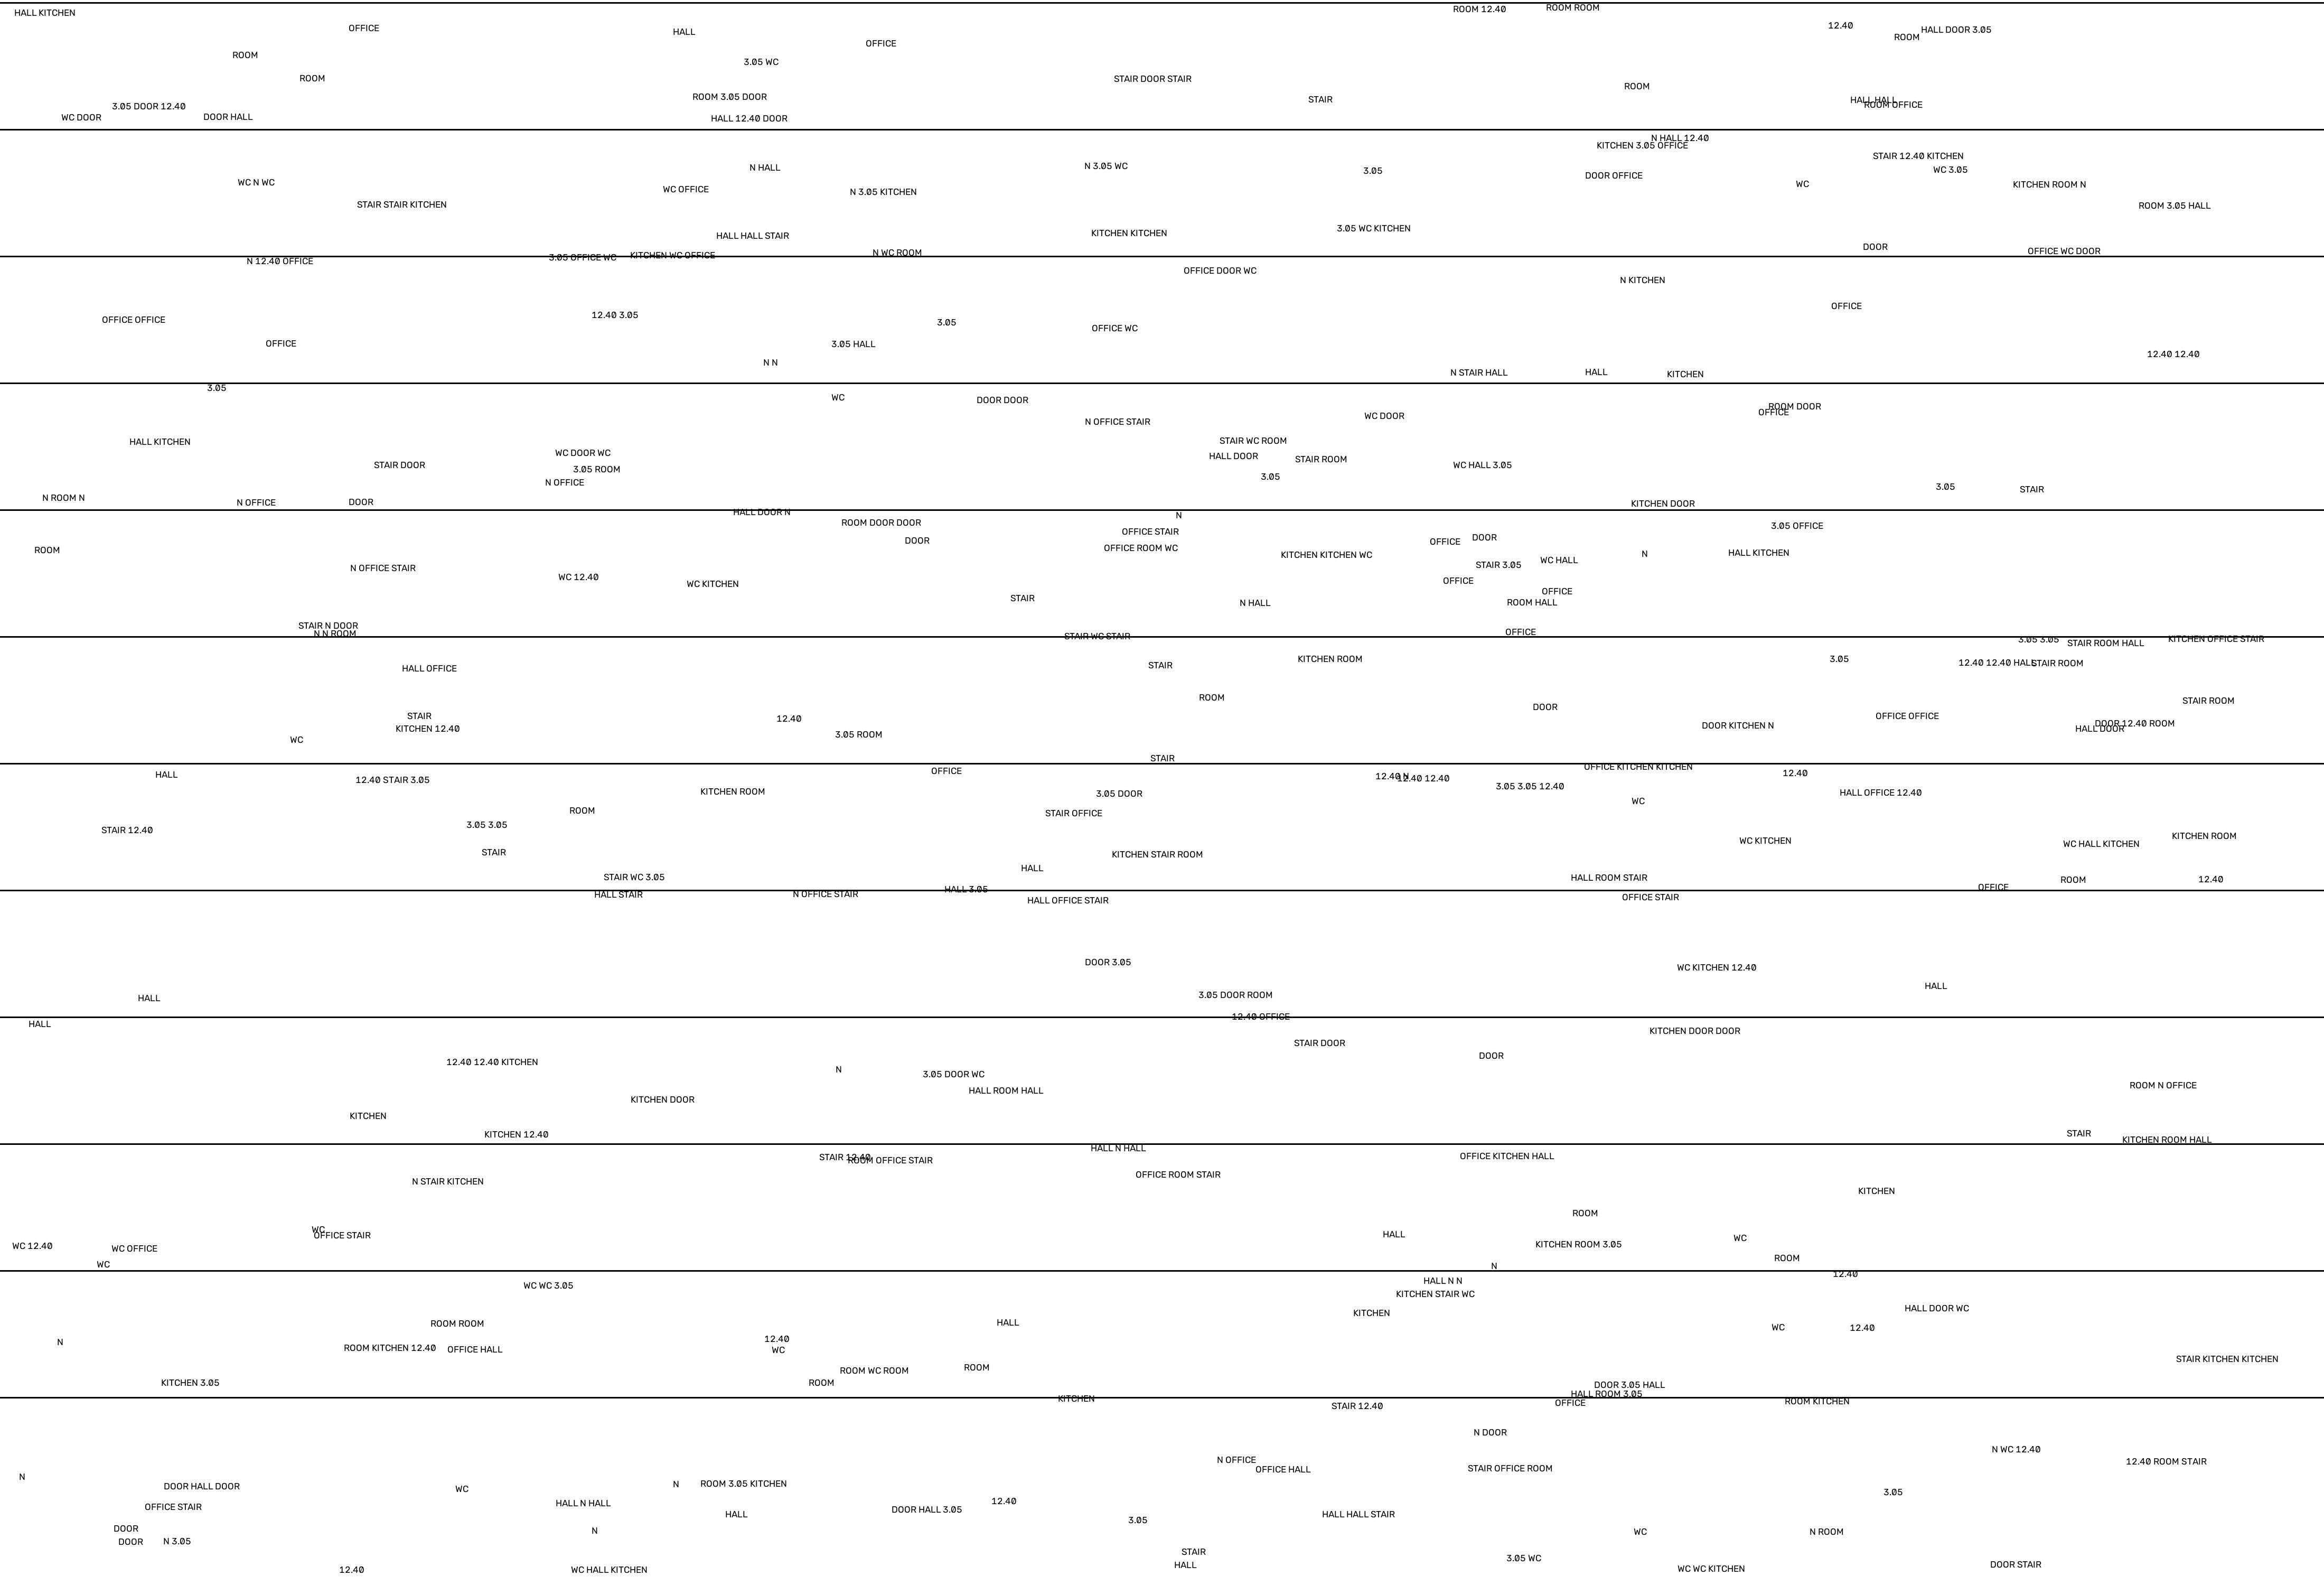 ROOM ROOM
ROOM 12.40
HALL KITCHEN
12.40
OFFICE
HALL DOOR 3.05
HALL
ROOM
OFFICE
ROOM
3.05 WC
ROOM
STAIR DOOR STAIR
ROOM
ROOM 3.05 DOOR
STAIR
HALL HALL
ROOM OFFICE
3.05 DOOR 12.40
WC DOOR
DOOR HALL
HALL 12.40 DOOR
N HALL 12.40
KITCHEN 3.05 OFFICE
STAIR 12.40 KITCHEN
N 3.05 WC
N HALL
WC 3.05
3.05
DOOR OFFICE
WC N WC
WC
KITCHEN ROOM N
WC OFFICE
N 3.05 KITCHEN
STAIR STAIR KITCHEN
ROOM 3.05 HALL
3.05 WC KITCHEN
KITCHEN KITCHEN
HALL HALL STAIR
DOOR
OFFICE WC DOOR
N WC ROOM
KITCHEN WC OFFICE
3.05 OFFICE WC
N 12.40 OFFICE
OFFICE DOOR WC
N KITCHEN
OFFICE
12.40 3.05
OFFICE OFFICE
3.05
OFFICE WC
OFFICE
3.05 HALL
12.40 12.40
N N
N STAIR HALL
HALL
KITCHEN
3.05
WC
DOOR DOOR
ROOM DOOR
OFFICE
WC DOOR
N OFFICE STAIR
STAIR WC ROOM
HALL KITCHEN
WC DOOR WC
HALL DOOR
STAIR ROOM
STAIR DOOR
WC HALL 3.05
3.05 ROOM
3.05
N OFFICE
3.05
STAIR
N ROOM N
N OFFICE
DOOR
KITCHEN DOOR
HALL DOOR N
N
ROOM DOOR DOOR
3.05 OFFICE
OFFICE STAIR
DOOR
DOOR
OFFICE
OFFICE ROOM WC
ROOM
HALL KITCHEN
N
KITCHEN KITCHEN WC
WC HALL
STAIR 3.05
N OFFICE STAIR
WC 12.40
OFFICE
WC KITCHEN
OFFICE
STAIR
ROOM HALL
N HALL
STAIR N DOOR
OFFICE
N N ROOM
STAIR WC STAIR
3.05 3.05
KITCHEN OFFICE STAIR
STAIR ROOM HALL
KITCHEN ROOM
3.05
12.40 12.40 HALL
STAIR ROOM
STAIR
HALL OFFICE
ROOM
STAIR ROOM
DOOR
STAIR
OFFICE OFFICE
12.40
DOOR 12.40 ROOM
DOOR KITCHEN N
KITCHEN 12.40
HALL DOOR
3.05 ROOM
WC
STAIR
OFFICE KITCHEN KITCHEN
OFFICE
12.40
HALL
12.40 N
12.40 12.40
12.40 STAIR 3.05
3.05 3.05 12.40
KITCHEN ROOM
HALL OFFICE 12.40
3.05 DOOR
WC
ROOM
STAIR OFFICE
3.05 3.05
STAIR 12.40
KITCHEN ROOM
WC KITCHEN
WC HALL KITCHEN
STAIR
KITCHEN STAIR ROOM
HALL
STAIR WC 3.05
HALL ROOM STAIR
12.40
ROOM
OFFICE
HALL 3.05
HALL STAIR
N OFFICE STAIR
OFFICE STAIR
HALL OFFICE STAIR
DOOR 3.05
WC KITCHEN 12.40
HALL
3.05 DOOR ROOM
HALL
12.40 OFFICE
HALL
KITCHEN DOOR DOOR
STAIR DOOR
DOOR
12.40 12.40 KITCHEN
N
3.05 DOOR WC
ROOM N OFFICE
HALL ROOM HALL
KITCHEN DOOR
KITCHEN
STAIR
KITCHEN 12.40
KITCHEN ROOM HALL
HALL N HALL
OFFICE KITCHEN HALL
STAIR 12.40
ROOM OFFICE STAIR
OFFICE ROOM STAIR
N STAIR KITCHEN
KITCHEN
ROOM
WC
HALL
OFFICE STAIR
WC
KITCHEN ROOM 3.05
WC 12.40
WC OFFICE
ROOM
WC
N
12.40
HALL N N
WC WC 3.05
KITCHEN STAIR WC
HALL DOOR WC
KITCHEN
HALL
ROOM ROOM
WC
12.40
12.40
N
ROOM KITCHEN 12.40
OFFICE HALL
WC
STAIR KITCHEN KITCHEN
ROOM
ROOM WC ROOM
KITCHEN 3.05
ROOM
DOOR 3.05 HALL
HALL ROOM 3.05
KITCHEN
ROOM KITCHEN
OFFICE
STAIR 12.40
N DOOR
N WC 12.40
N OFFICE
12.40 ROOM STAIR
STAIR OFFICE ROOM
OFFICE HALL
N
N
ROOM 3.05 KITCHEN
DOOR HALL DOOR
WC
3.05
12.40
HALL N HALL
OFFICE STAIR
DOOR HALL 3.05
HALL
HALL HALL STAIR
3.05
DOOR
N
WC
N ROOM
DOOR
N 3.05
STAIR
3.05 WC
HALL
DOOR STAIR
WC WC KITCHEN
12.40
WC HALL KITCHEN